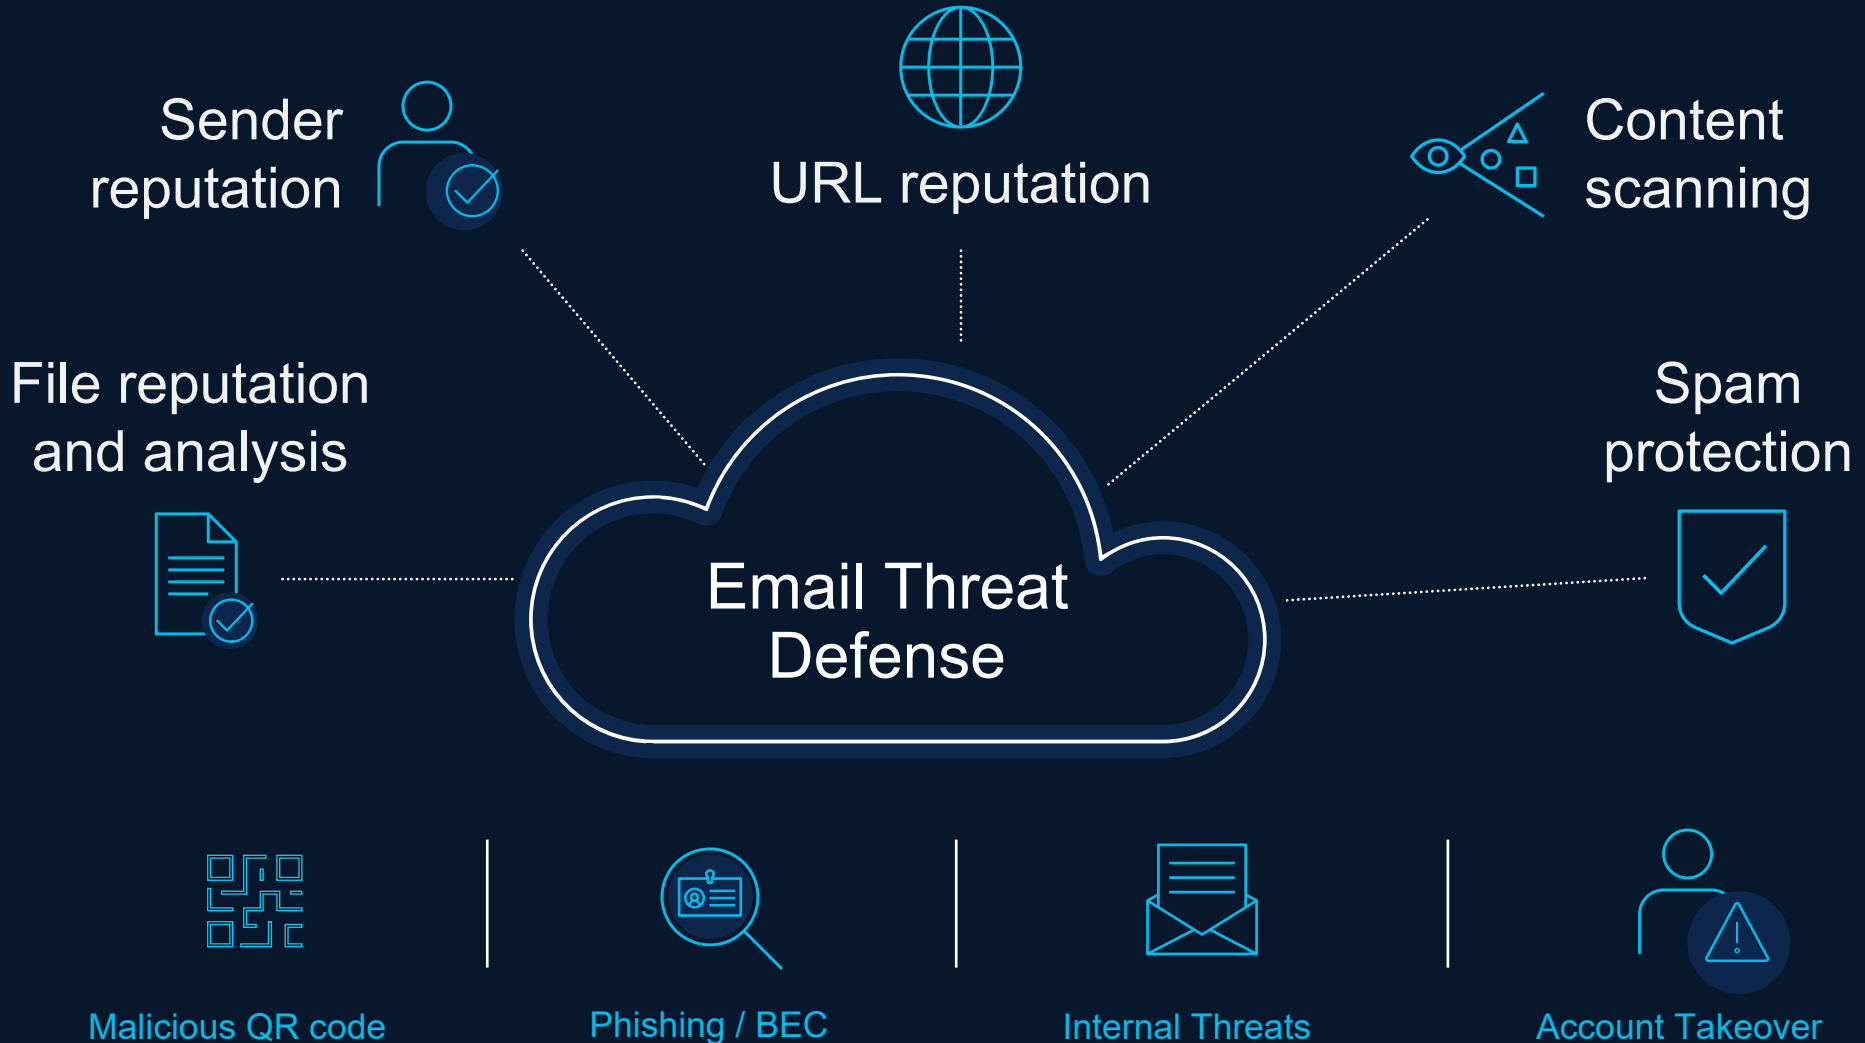 Sender
reputation
URL reputation
Content
scanning
File reputation
and analysis
Spam
protection
Email Threat
Defense
Malicious QR code
Phishing / BEC
Internal Threats
Account Takeover